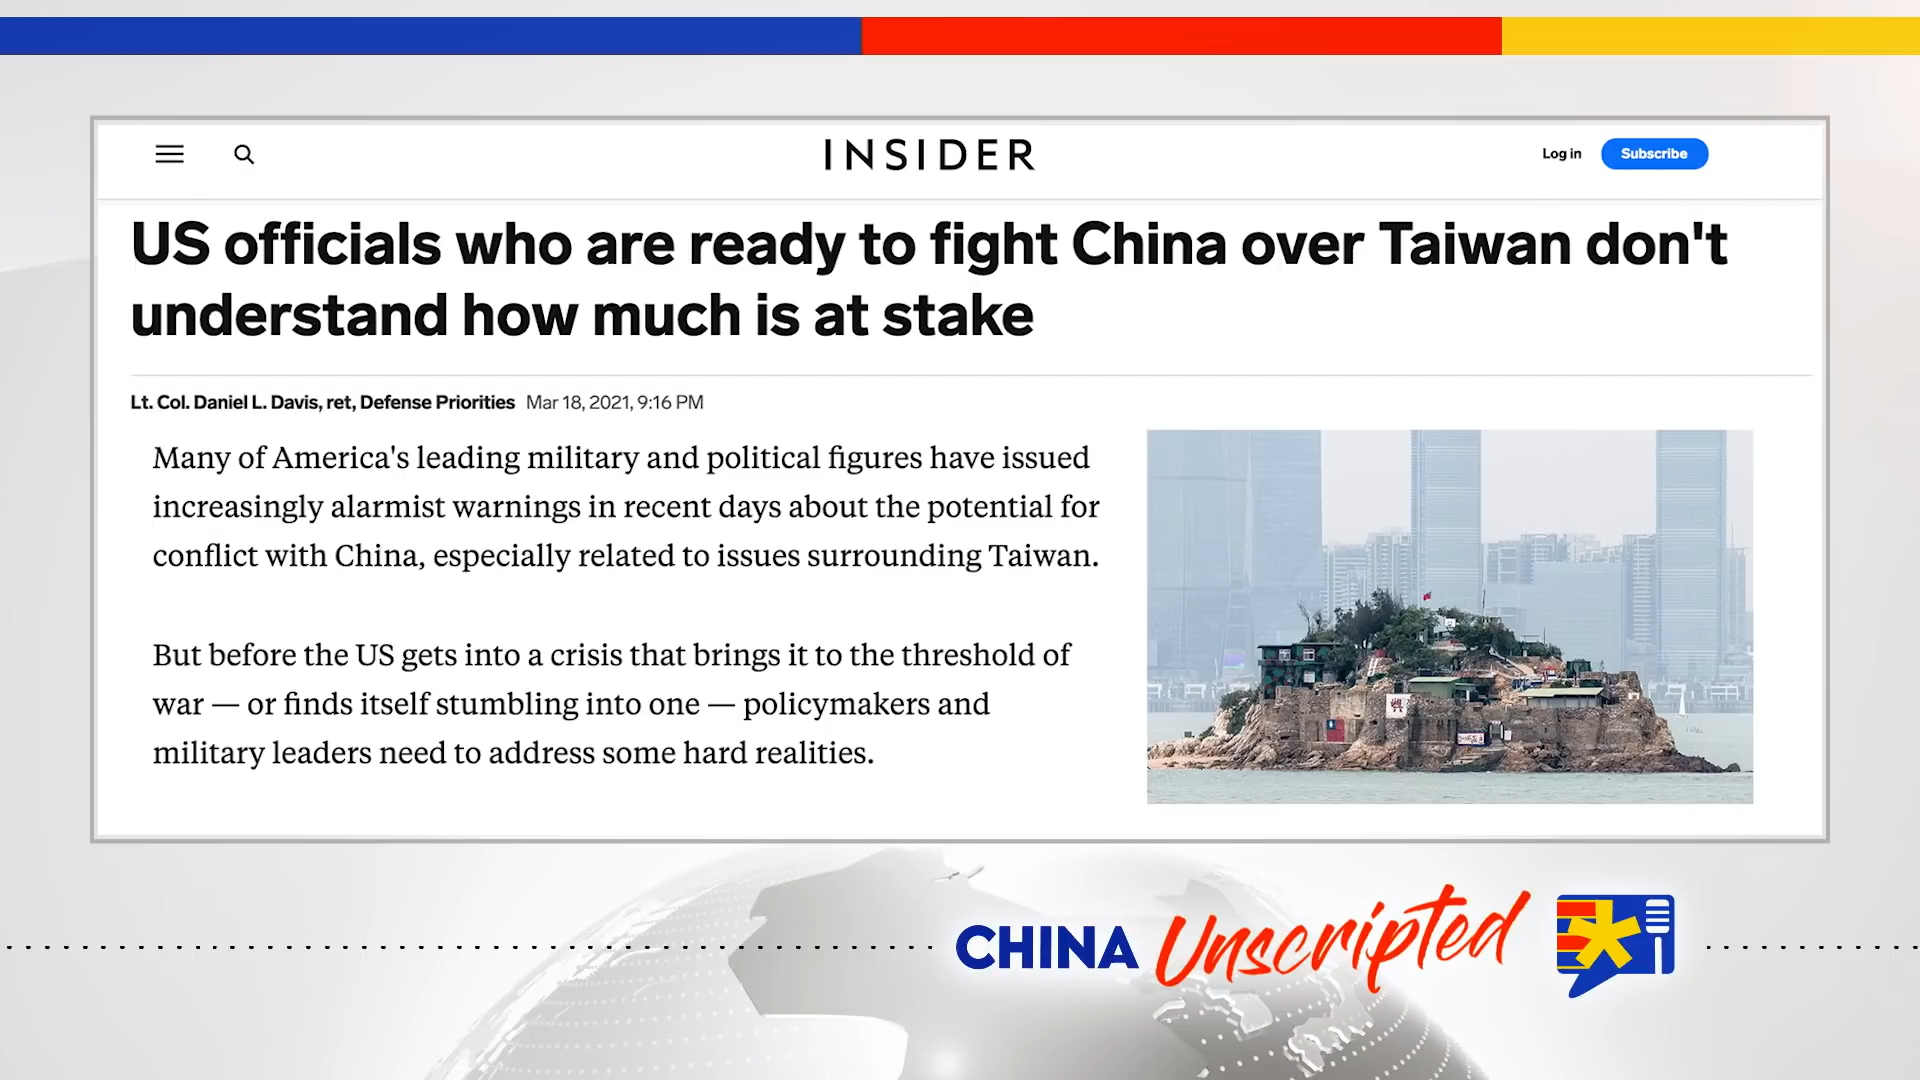 INSIDER
Log in
Subscribe
US officials who are ready to fight China over Taiwan don't
understand how much is at stake
Lt. Col. Daniel L. Davis, ret, Defense Priorities Mar 18, 2021, 9:16 PM
Many of America's leading military and political figures have issued
increasingly alarmist warnings in recent days about the potential for
conflict with China, especially related to issues surrounding Taiwan.
But before the US gets into a crisis that brings it to the threshold of
war — or finds itself stumbling into one — policymakers and
military leaders need to address some hard realities.
CHINA Unscripted